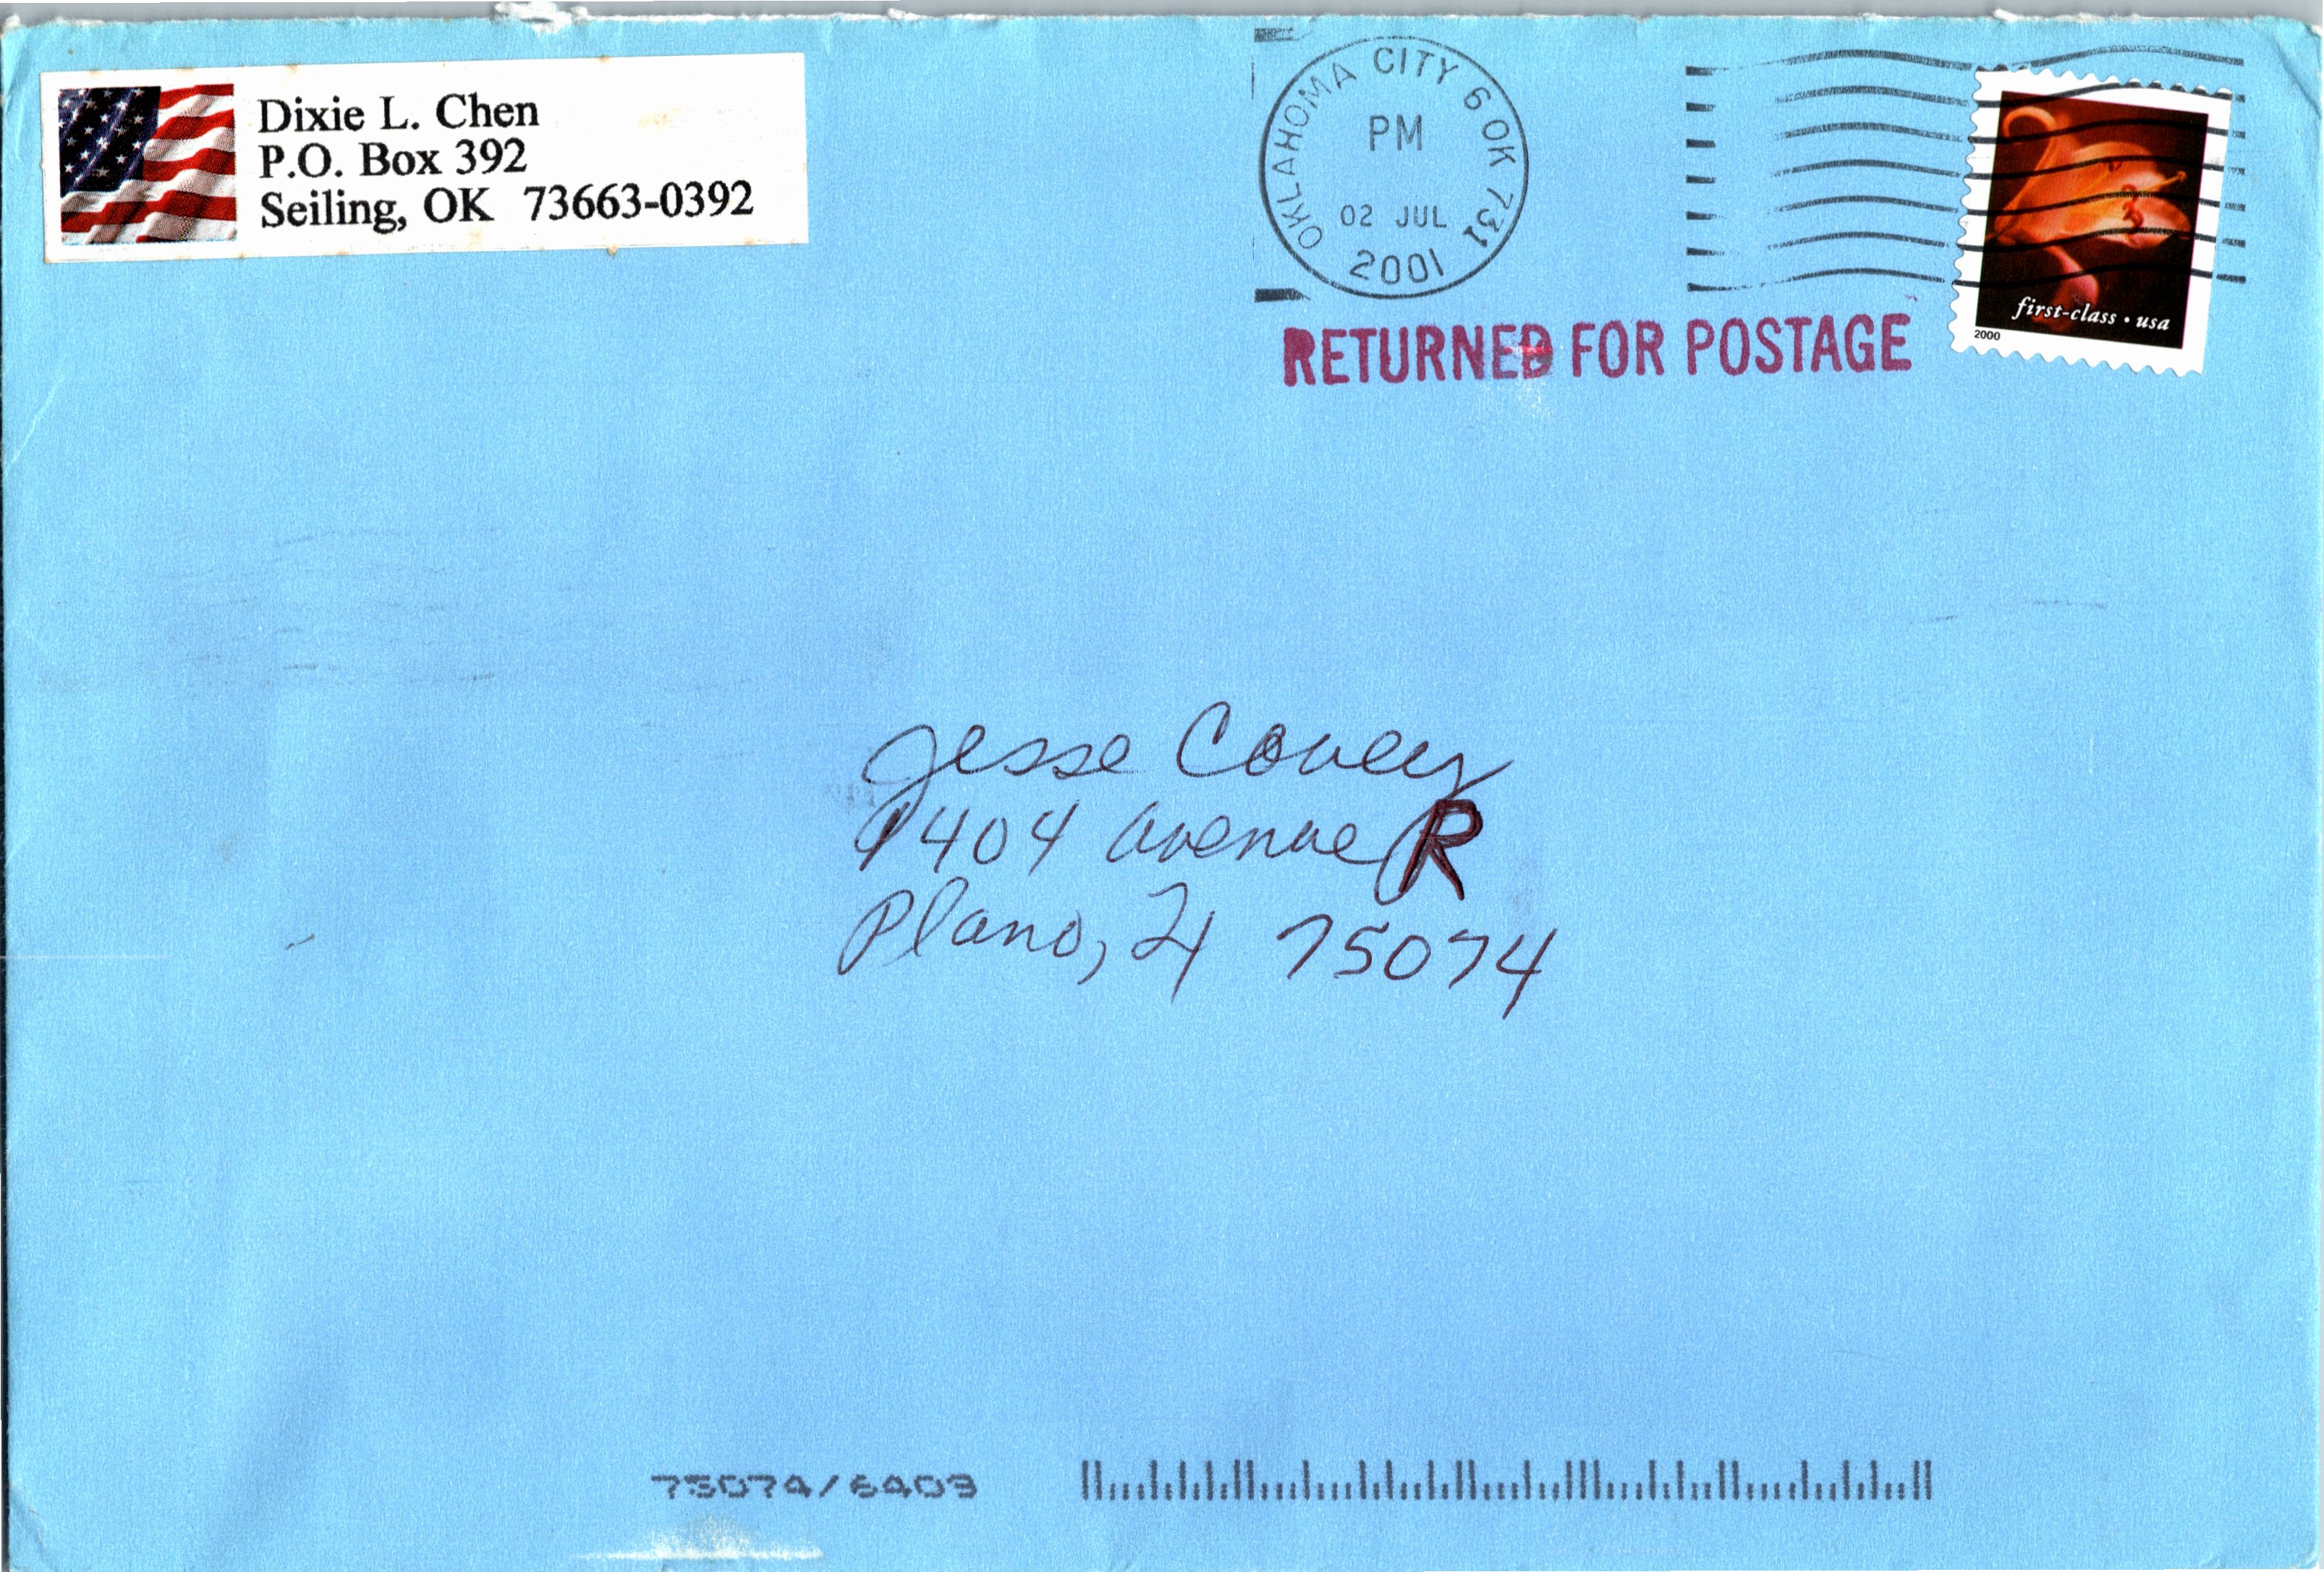 Dixie L. Chen
P.O. Box 392
Seiling, OK 73663-0392
OKLAHOMA CITY 6 OK 731
PM
02 JUL
2001
RETURNED FOR POSTAGE
first-class • usa
2000
Jesse Covey
1404 Avenue R
Plano, TX 75074
75074/6403